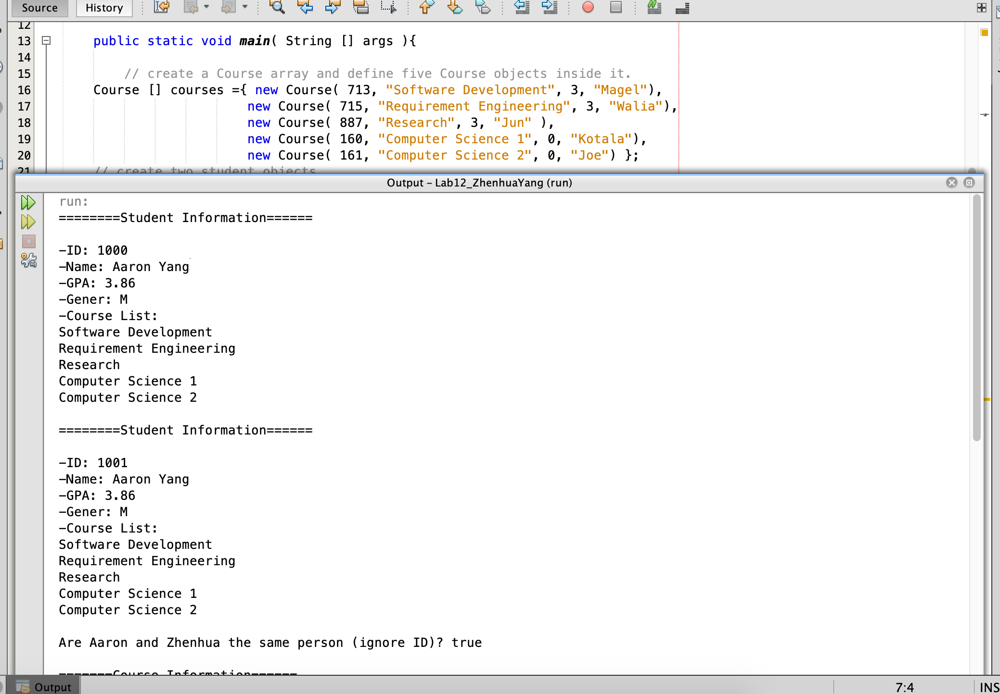 Source History
12
13 public static void main( String [] args ){
14
15 // create a Course array and define five Course objects inside it.
16 Course [] courses ={ new Course( 713, "Software Development", 3, "Magel"),
17 new Course( 715, "Requirement Engineering", 3, "Walia"),
18 new Course( 887, "Research", 3, "Jun" ),
19 new Course( 160, "Computer Science 1", 0, "Kotala"),
20 new Course( 161, "Computer Science 2", 0, "Joe") };
21 // create two student objects
Output – Lab12_ZhenhuaYang (run)
run:
========Student Information======
-ID: 1000
-Name: Aaron Yang
-GPA: 3.86
-Gener: M
-Course List:
Software Development
Requirement Engineering
Research
Computer Science 1
Computer Science 2
========Student Information======
-ID: 1001
-Name: Aaron Yang
-GPA: 3.86
-Gener: M
-Course List:
Software Development
Requirement Engineering
Research
Computer Science 1
Computer Science 2
Are Aaron and Zhenhua the same person (ignore ID)? true
=======Course Information======
Output 7:4 INS